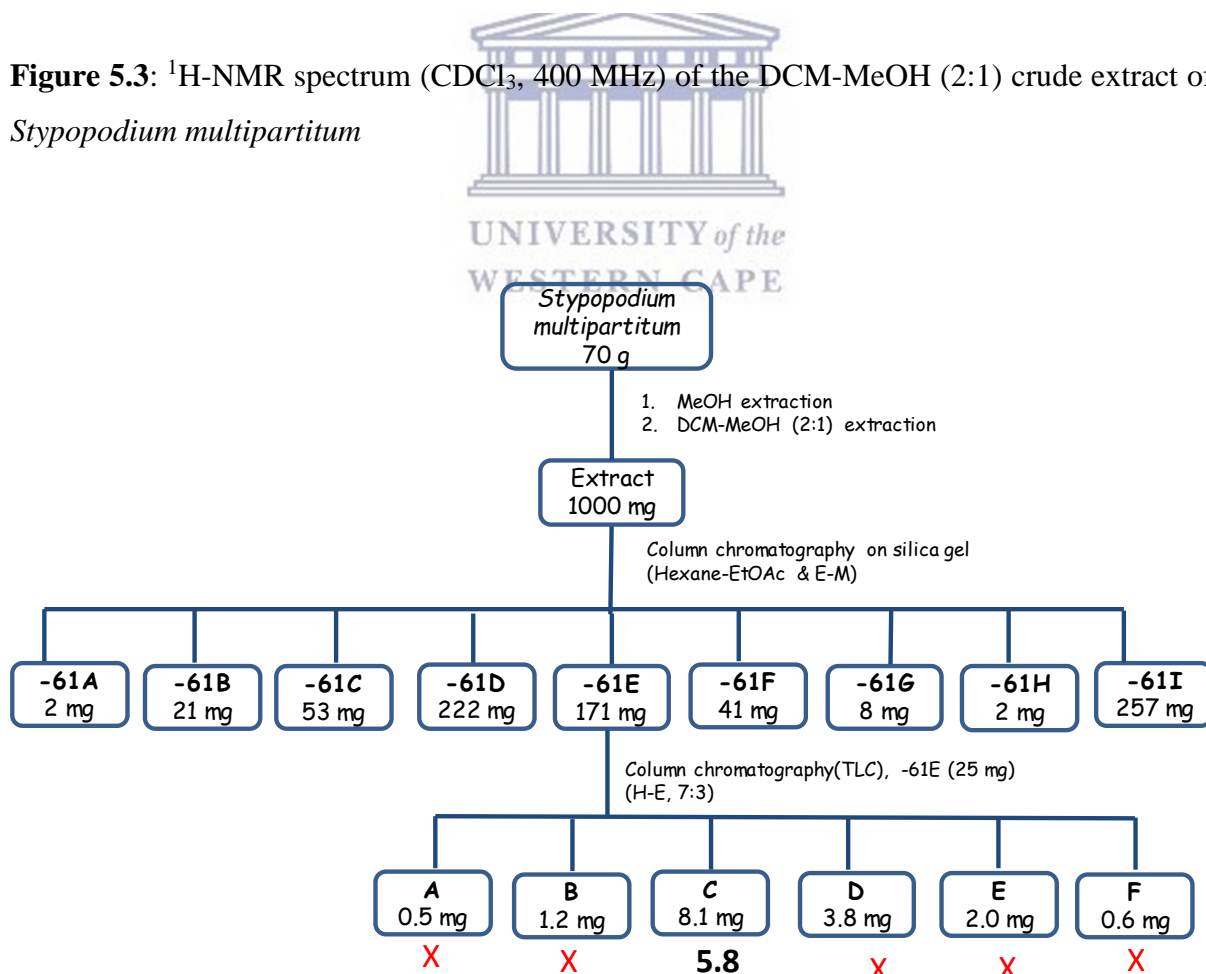 Figure 5.3: ¹H-NMR spectrum (CDCl₃, 400 MHz) of the DCM-MeOH (2:1) crude extract of
Stypopodium multipartitum
UNIVERSITY of the
WESTERN CAPE
Stypopodium
multipartitum
70 g
1. MeOH extraction
2. DCM-MeOH (2:1) extraction
Extract
1000 mg
Column chromatography on silica gel
(Hexane-EtOAc & E-M)
-61A
2 mg
-61B
21 mg
-61C
53 mg
-61D
222 mg
-61E
171 mg
-61F
41 mg
-61G
8 mg
-61H
2 mg
-61I
257 mg
Column chromatography(TLC), -61E (25 mg)
(H-E, 7:3)
A
0.5 mg
B
1.2 mg
C
8.1 mg
D
3.8 mg
E
2.0 mg
F
0.6 mg
X X 5.8 X X X